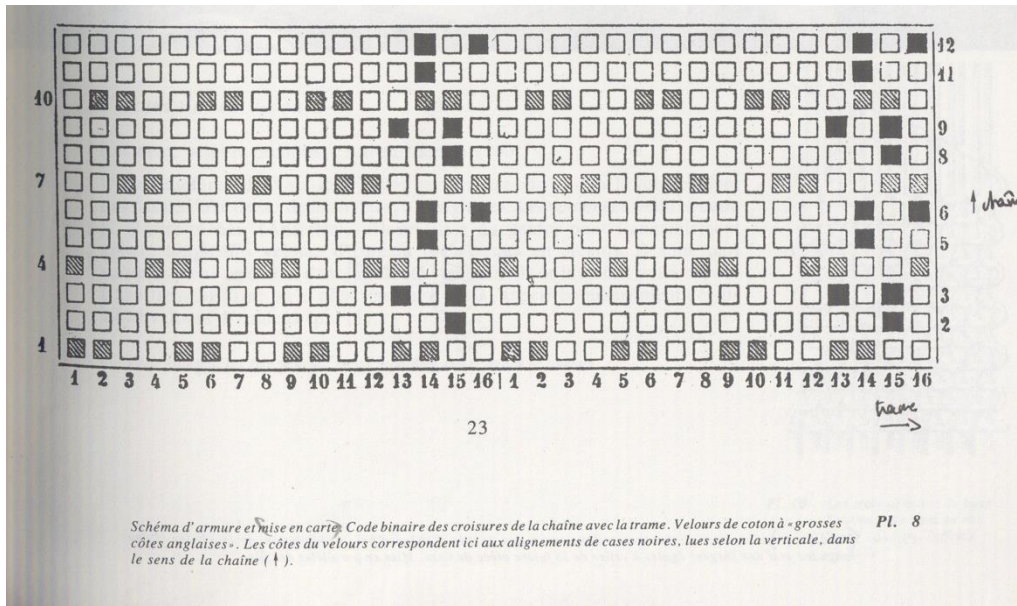 12
11
10
9
8
7
6
↑ chaîne
5
4
3
2
1
1 2 3 4 5 6 7 8 9 10 11 12 13 14 15 16 | 1 2 3 4 5 6 7 8 9 10 11 12 13 14 15 16
trame
→
23
Schéma d'armure et mise en carte. Code binaire des croisures de la chaîne avec la trame. Velours de coton à «grosses Pl. 8
côtes anglaises». Les côtes du velours correspondent ici aux alignements de cases noires, lues selon la verticale, dans
le sens de la chaîne (↑).